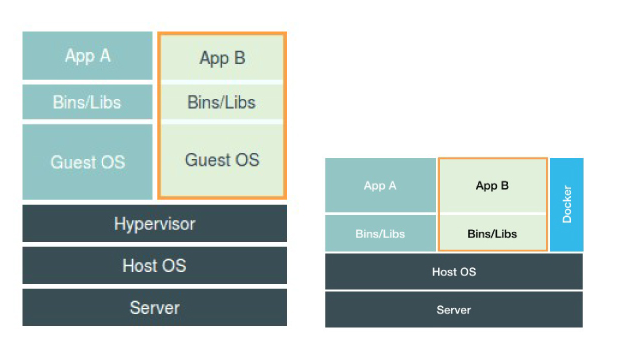 App A
App B
Bins/Libs
Bins/Libs
Guest OS
Guest OS
Hypervisor
Host OS
Server
App A
App B
Docker
Bins/Libs
Bins/Libs
Host OS
Server